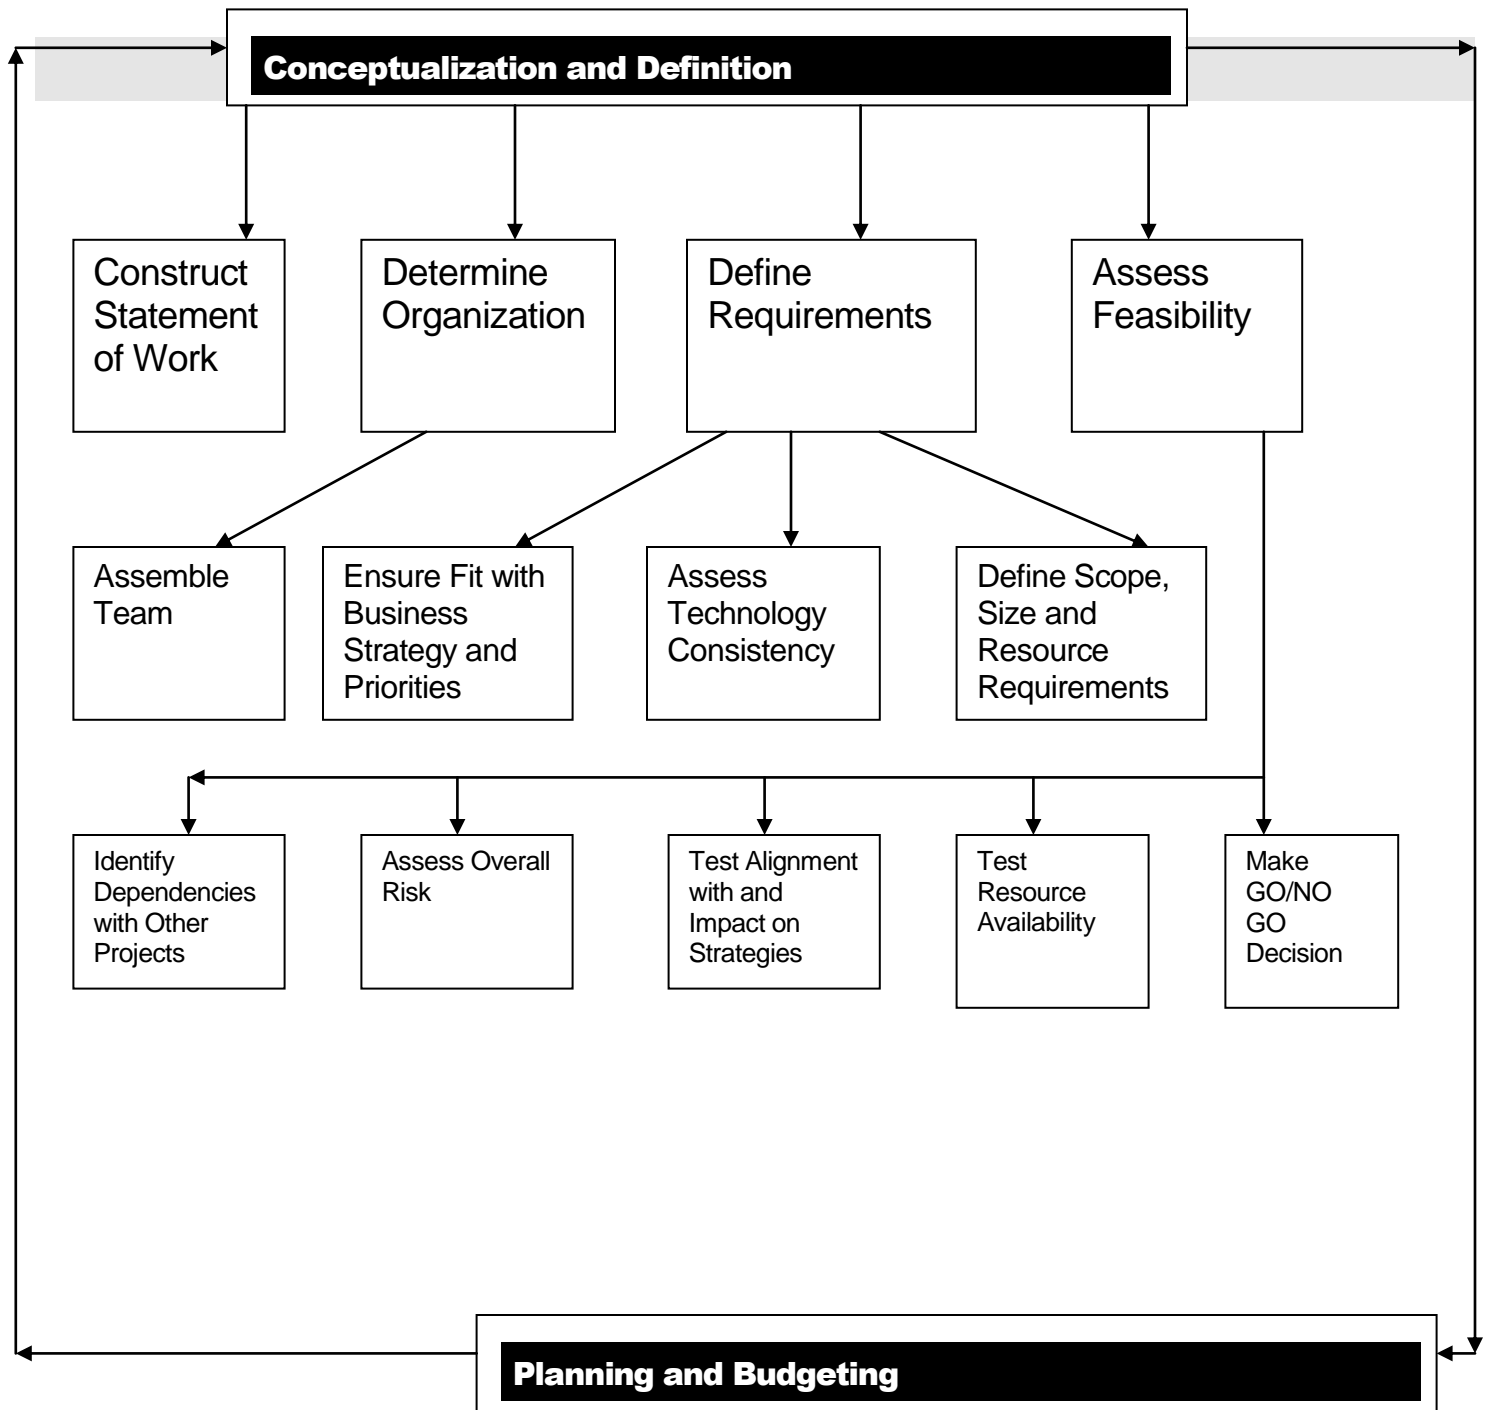 Conceptualization and Definition
Construct
Statement
of Work
Determine
Organization
Define
Requirements
Assess
Feasibility
Assemble
Team
Ensure Fit with
Business
Strategy and
Priorities
Assess
Technology
Consistency
Define Scope,
Size and
Resource
Requirements
Identify
Dependencies
with Other
Projects
Assess Overall
Risk
Test Alignment
with and
Impact on
Strategies
Test
Resource
Availability
Make
GO/NO
GO
Decision
Planning and Budgeting